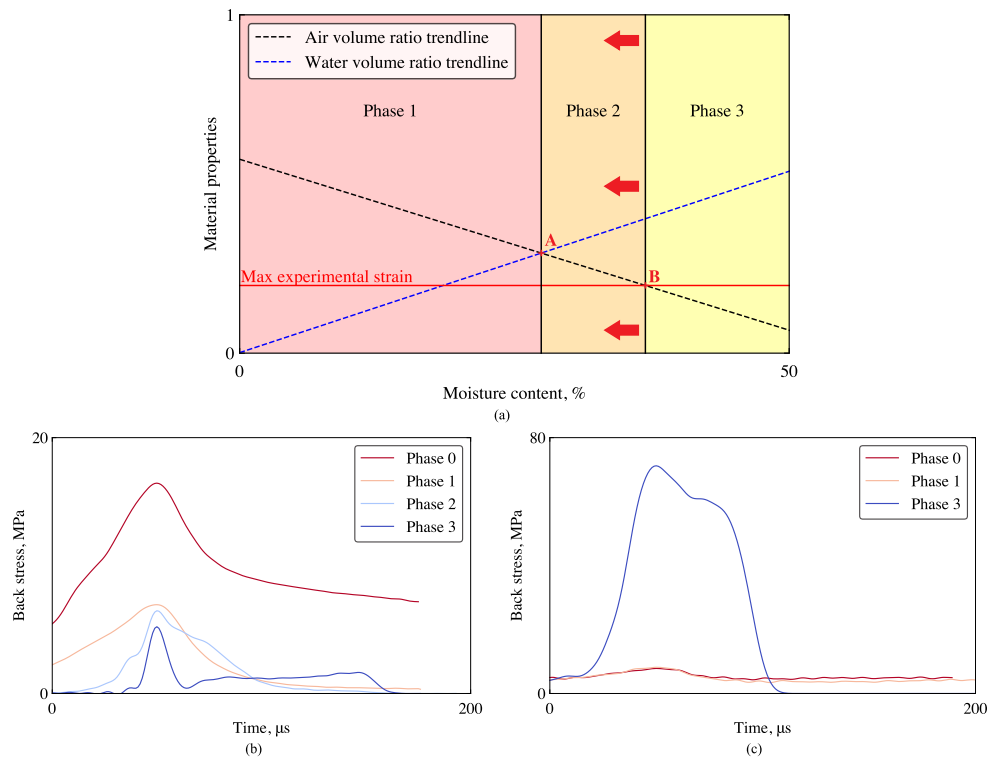 1
Air volume ratio trendline
Water volume ratio trendline
Phase 1
Phase 2
Phase 3
Material properties
A
Max experimental strain
B
0
0
50
Moisture content, %
(a)
20
Phase 0
Phase 1
Phase 2
Phase 3
Back stress, MPa
0
0
200
Time, μs
(b)
80
Phase 0
Phase 1
Phase 3
Back stress, MPa
0
0
200
Time, μs
(c)